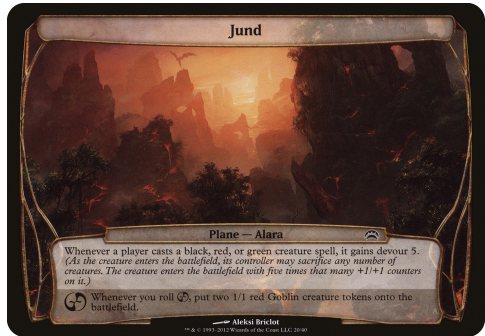 Jund
Plane — Alara
Whenever a player casts a black, red, or green creature spell, it gains devour 5.
(As the creature enters the battlefield, its controller may sacrifice any number of
creatures. The creature enters the battlefield with five times that many +1/+1 counters
on it.)
Whenever you roll , put two 1/1 red Goblin creature tokens onto the
battlefield.
Aleksi Briclot
™ & © 1993–2012 Wizards of the Coast LLC 20/40